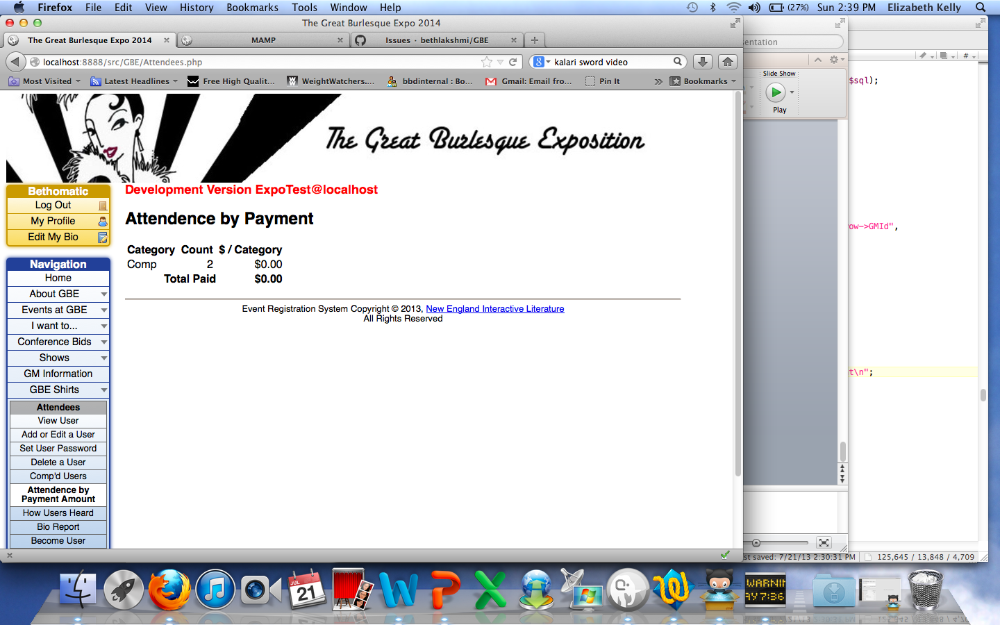 Firefox File Edit View History Bookmarks Tools Window Help (27%) Sun 2:39 PM Elizabeth Kelly
The Great Burlesque Expo 2014
The Great Burlesque Expo 2014 MAMP Issues · bethlakshmi/GBE
localhost:8888/src/GBE/Attendees.php kalari sword video
Most Visited Latest Headlines Free High Qualit... WeightWatchers.... bbdinternal : Bo... Gmail: Email fro... Pin It Bookmarks
The Great Burlesque Exposition
Development Version ExpoTest@localhost
Attendence by Payment
Category Count $ / Category
Comp 2 $0.00
Total Paid $0.00
Event Registration System Copyright © 2013, New England Interactive Literature
All Rights Reserved
Bethomatic
Log Out
My Profile
Edit My Bio
Navigation
Home
About GBE
Events at GBE
I want to...
Conference Bids
Shows
GM Information
GBE Shirts
Attendees
View User
Add or Edit a User
Set User Password
Delete a User
Comp'd Users
Attendence by
Payment Amount
How Users Heard
Bio Report
Become User
entation
Slide Show
Play
#
$sql);
ow->GMId",
t\n";
st saved: 7/21/13 2:30:31 PM 125,645 / 13,848 / 4,709
JUL
21
WARNIN
AY 7:36